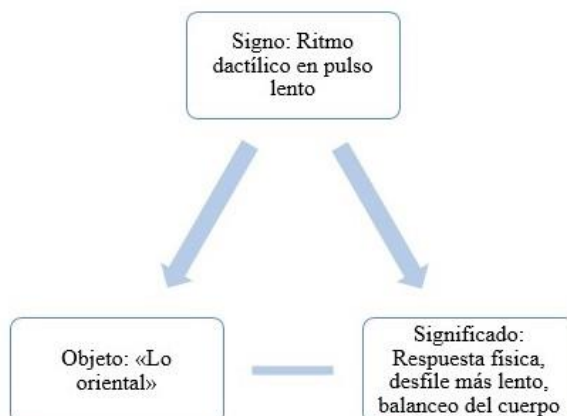 Signo: Ritmo
dactílico en pulso
lento
Objeto: «Lo
oriental»
Significado:
Respuesta física,
desfile más lento,
balanceo del cuerpo